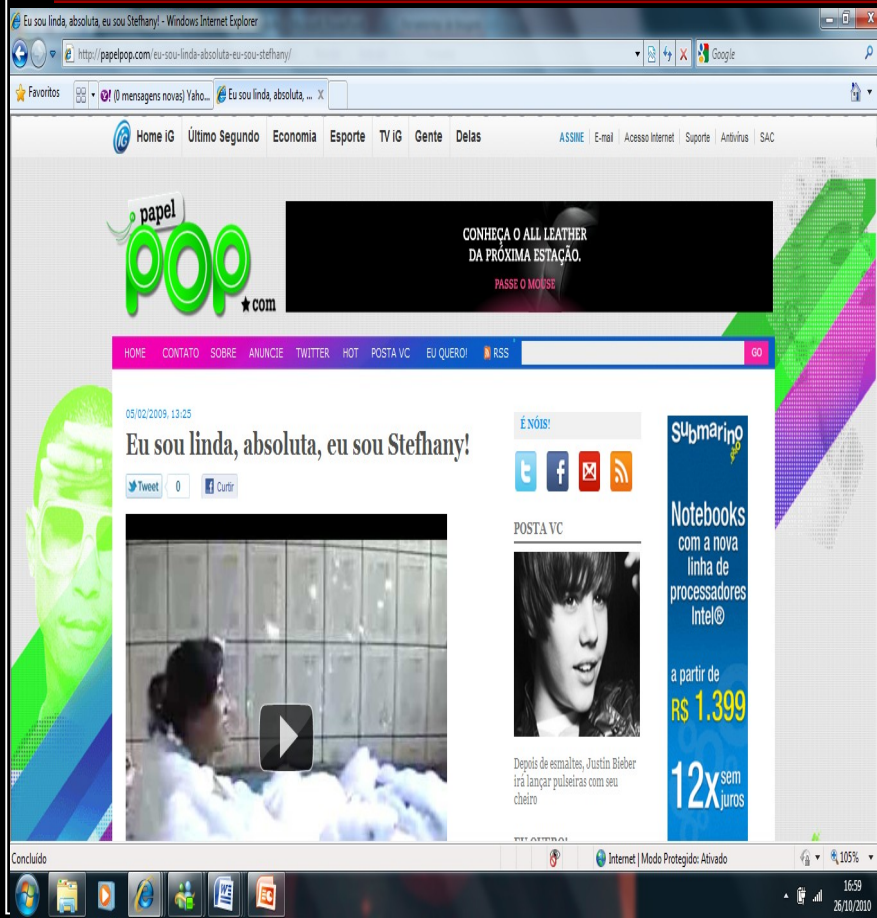 Eu sou linda, absoluta, eu sou Stefhany! - Windows Internet Explorer
http://papelpop.com/eu-sou-linda-absoluta-eu-sou-stefhany/
Google
Favoritos
(0 mensagens novas) Yaho...
Eu sou linda, absoluta, ...
iG Home iG Último Segundo Economia Esporte TV iG Gente Delas
ASSINE E-mail Acesso Internet Suporte Antivírus SAC
papel
pop
.com
CONHEÇA O ALL LEATHER
DA PRÓXIMA ESTAÇÃO.
PASSE O MOUSE
HOME CONTATO SOBRE ANUNCIE TWITTER HOT POSTA VC EU QUERO! RSS GO
05/02/2009, 13:25
Eu sou linda, absoluta, eu sou Stefhany!
Tweet 0 Curtir
É NÓIS!
POSTA VC
Depois de esmaltes, Justin Bieber
irá lançar pulseiras com seu
cheiro
EU QUERO!
submarino
Notebooks
com a nova
linha de
processadores
Intel®
a partir de
R$ 1.399
12x sem
juros
Concluído
Internet | Modo Protegido: Ativado
105%
16:59
26/10/2010